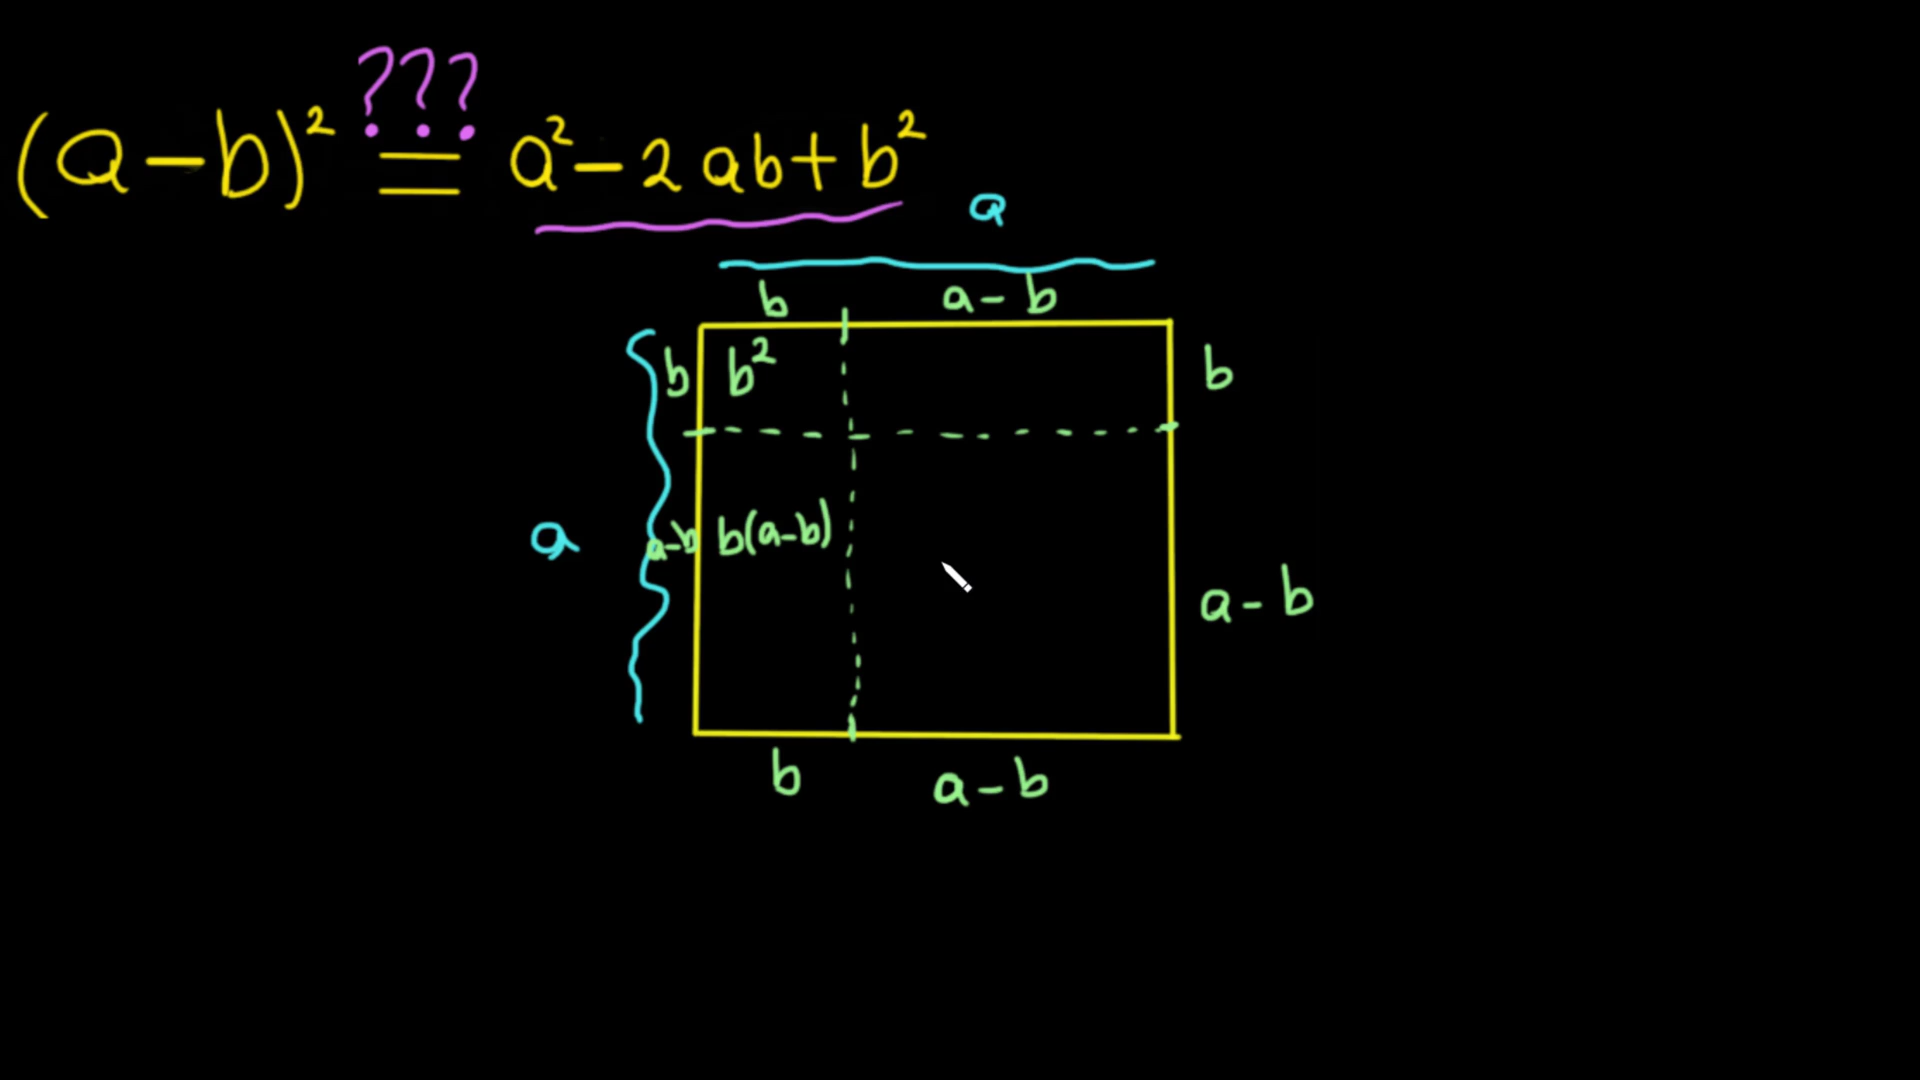 ???
(a-b)² = a²-2ab+b²
a
b a-b
b b² b
a a-b b(a-b) a-b
b a-b